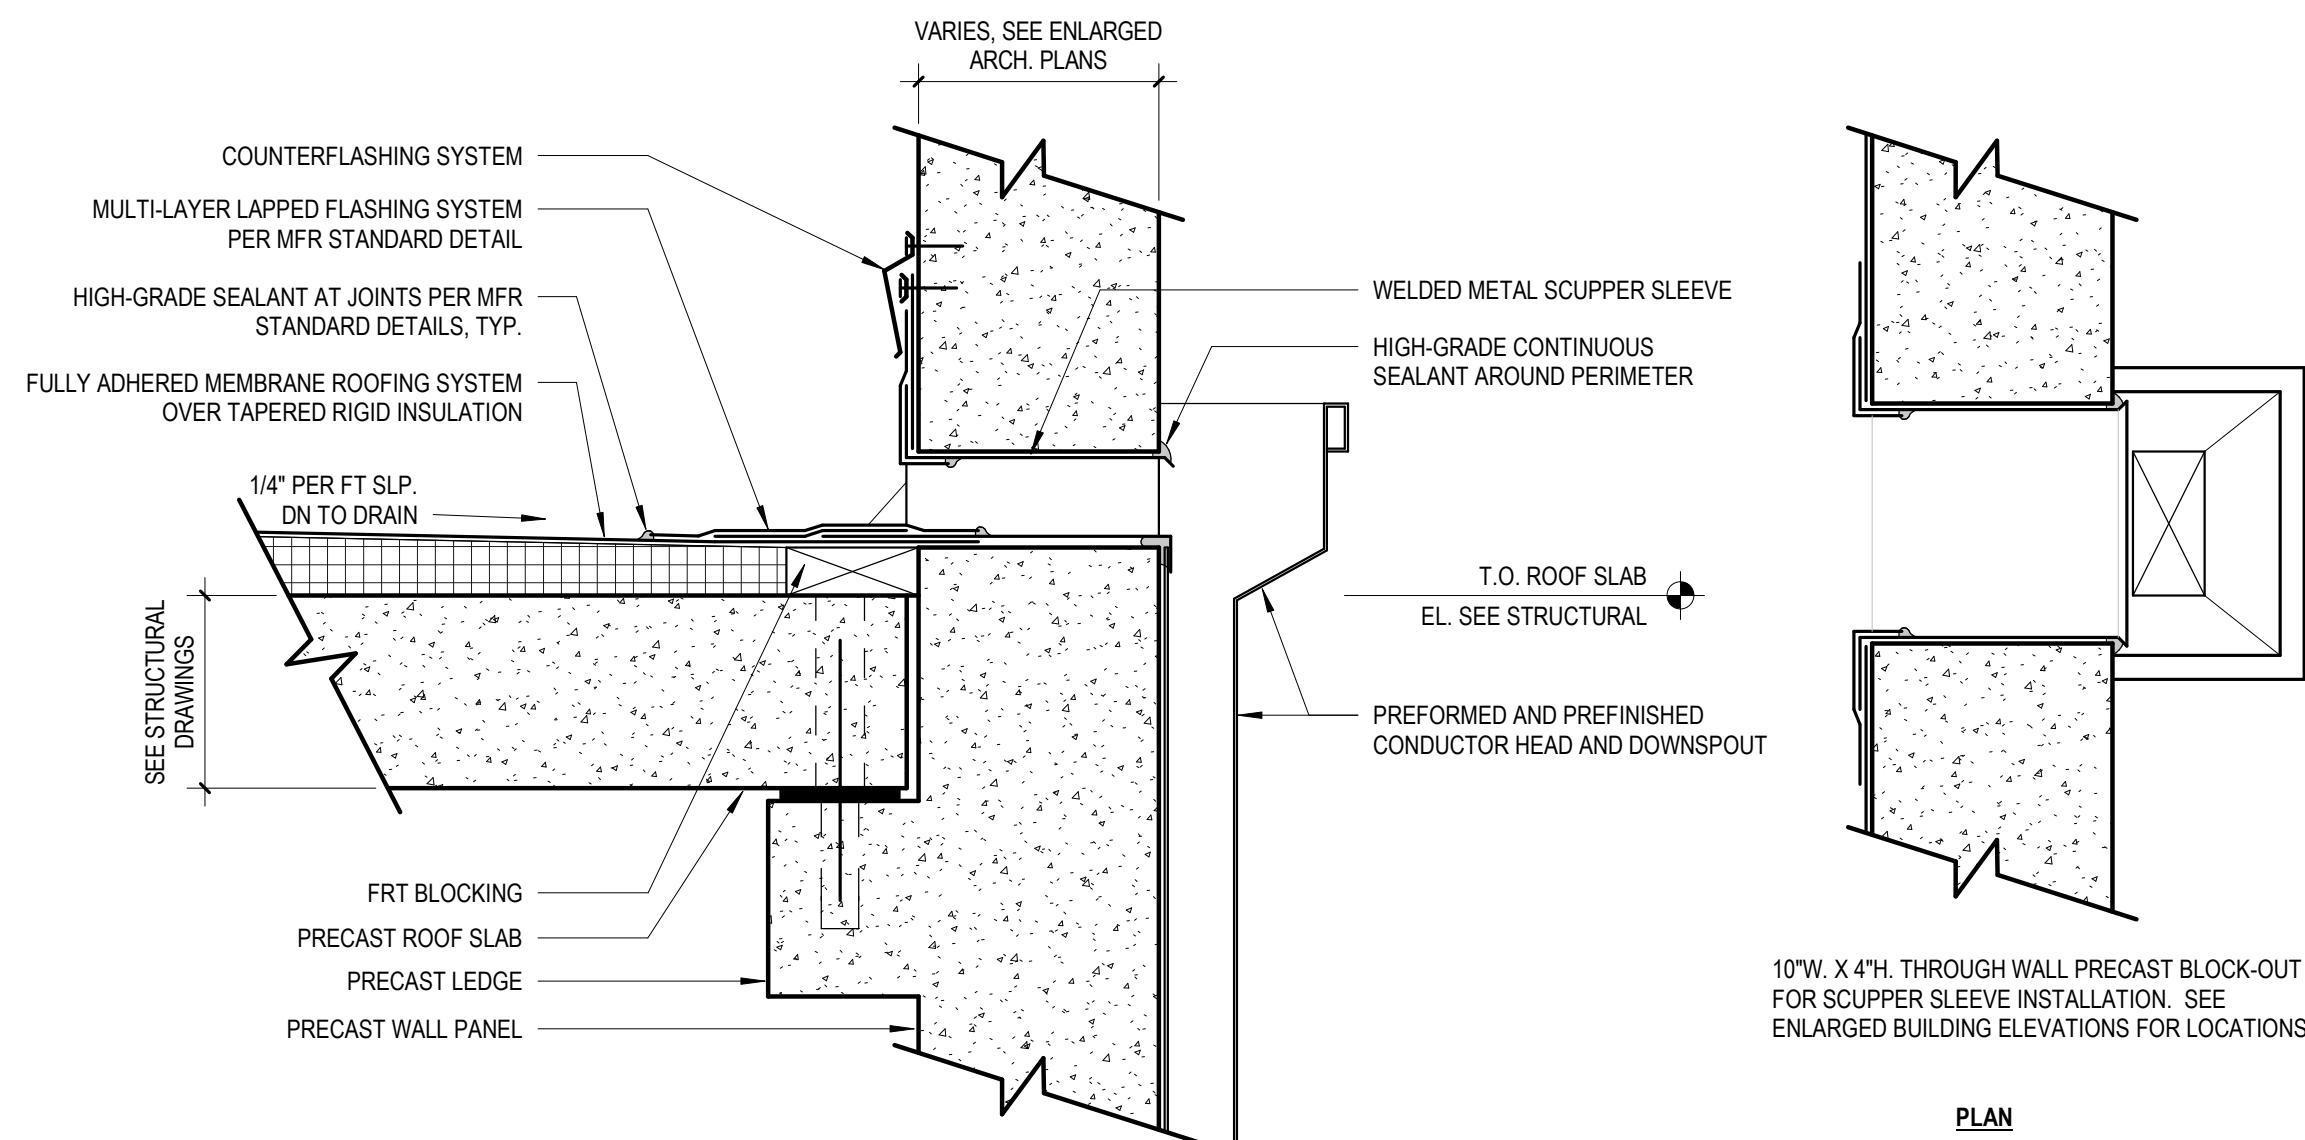 VARIES, SEE ENLARGED
ARCH. PLANS
COUNTERFLASHING SYSTEM
MULTI-LAYER LAPPED FLASHING SYSTEM
PER MFR STANDARD DETAIL
HIGH-GRADE SEALANT AT JOINTS PER MFR
STANDARD DETAILS, TYP.
FULLY ADHERED MEMBRANE ROOFING SYSTEM
OVER TAPERED RIGID INSULATION
1/4" PER FT SLP.
DN TO DRAIN
SEE STRUCTURAL
DRAWINGS
FRT BLOCKING
PRECAST ROOF SLAB
PRECAST LEDGE
PRECAST WALL PANEL
WELDED METAL SCUPPER SLEEVE
HIGH-GRADE CONTINUOUS
SEALANT AROUND PERIMETER
T.O. ROOF SLAB
EL. SEE STRUCTURAL
PREFORMED AND PREFINISHED
CONDUCTOR HEAD AND DOWNSPOUT
10"W. X 4"H. THROUGH WALL PRECAST BLOCK-OUT
FOR SCUPPER SLEEVE INSTALLATION. SEE
ENLARGED BUILDING ELEVATIONS FOR LOCATIONS
PLAN